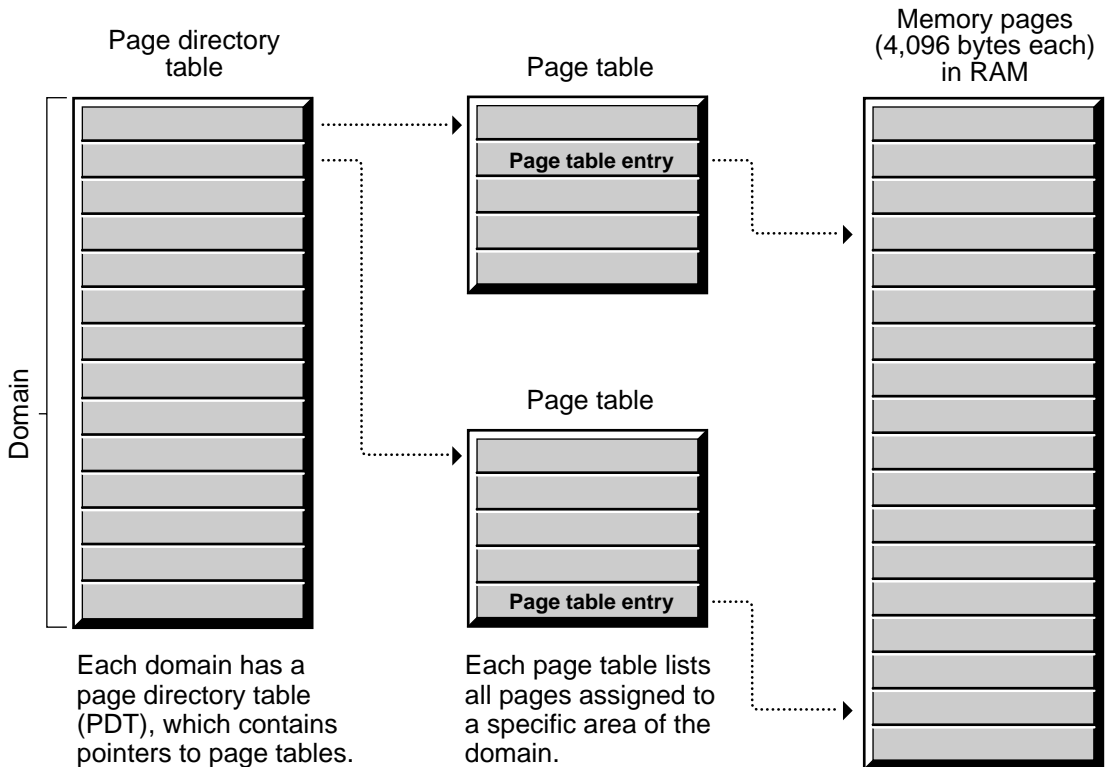 Page directory
table
Page table
Memory pages
(4,096 bytes each)
in RAM
Page table entry
Domain
Page table
Page table entry
Each domain has a
page directory table
(PDT), which contains
pointers to page tables.
Each page table lists
all pages assigned to
a specific area of the
domain.